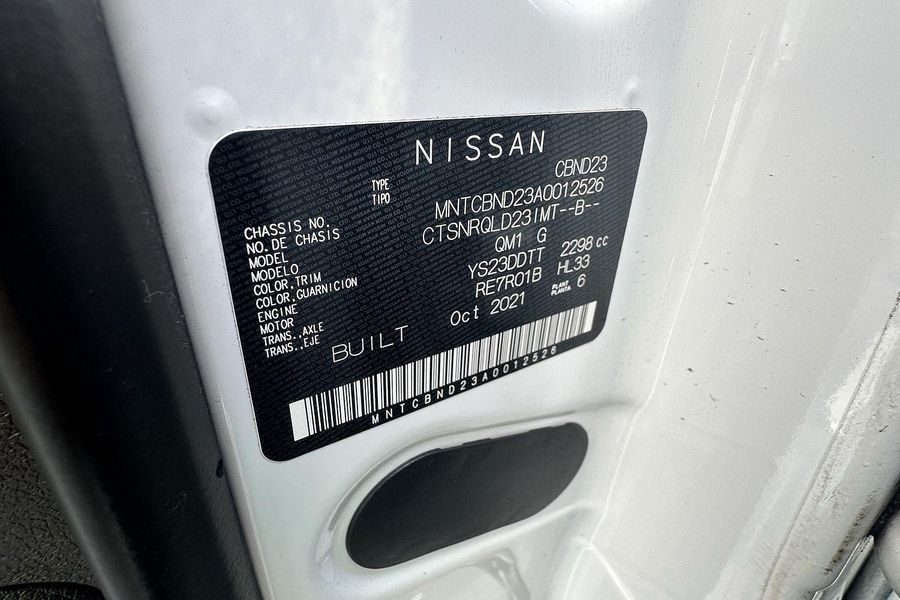 NISSAN
TYPE CBND23
TIPO
CHASSIS NO. MNTCBND23A0012526
NO. DE CHASIS
MODEL CTSNRQLD23IMT--B--
MODELO
COLOR, TRIM QM1 G
COLOR, GUARNICION
ENGINE YS23DDTT 2298 cc
MOTOR
TRANS., AXLE RE7R01B HL33
TRANS., EJE
PLANT 6
PLANTA
BUILT Oct 2021
MNTCBND23A0012526